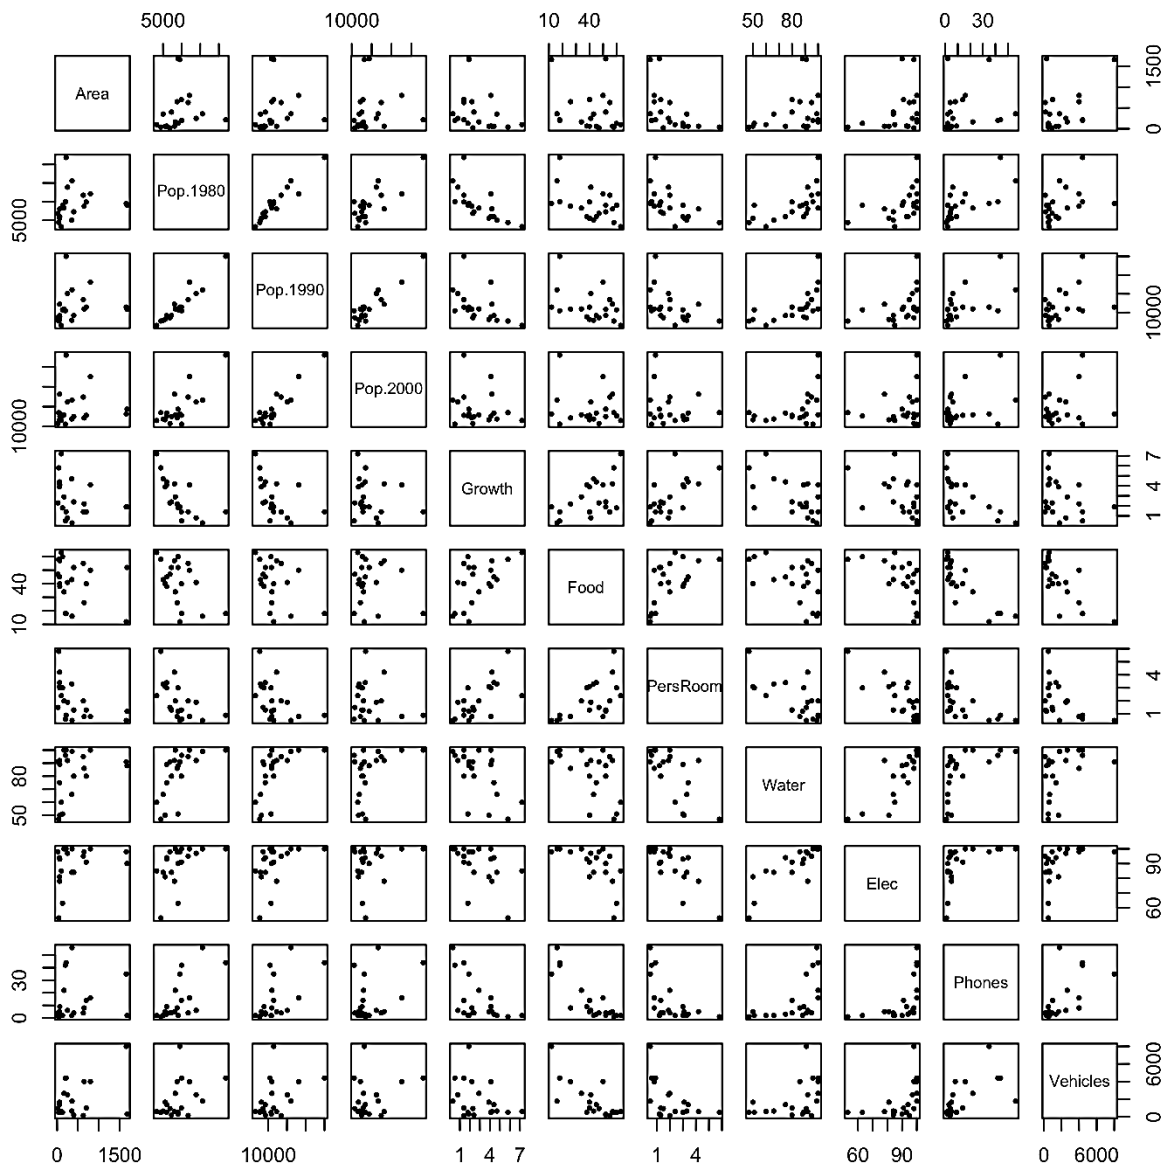 5000 10000 10 40 50 80 0 30
Area 0 1500
5000 Pop.1980
Pop.1990 10000
10000 Pop.2000
Growth 1 4 7
10 40 Food
PersRoom 1 4
50 80 Water
Elec 60 90
0 30 Phones
Vehicles 0 6000
0 1500 10000 1 4 7 1 4 60 90 0 6000